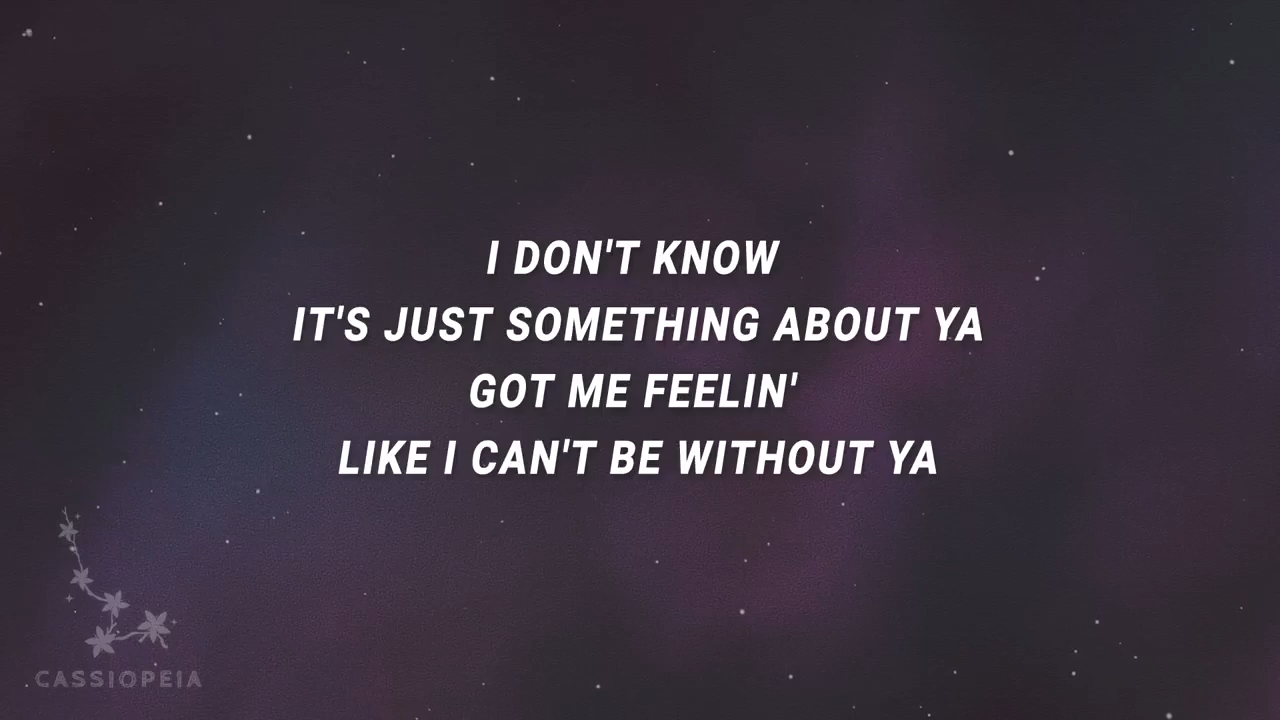 I DON'T KNOW
IT'S JUST SOMETHING ABOUT YA
GOT ME FEELIN'
LIKE I CAN'T BE WITHOUT YA
CASSIOPEIA